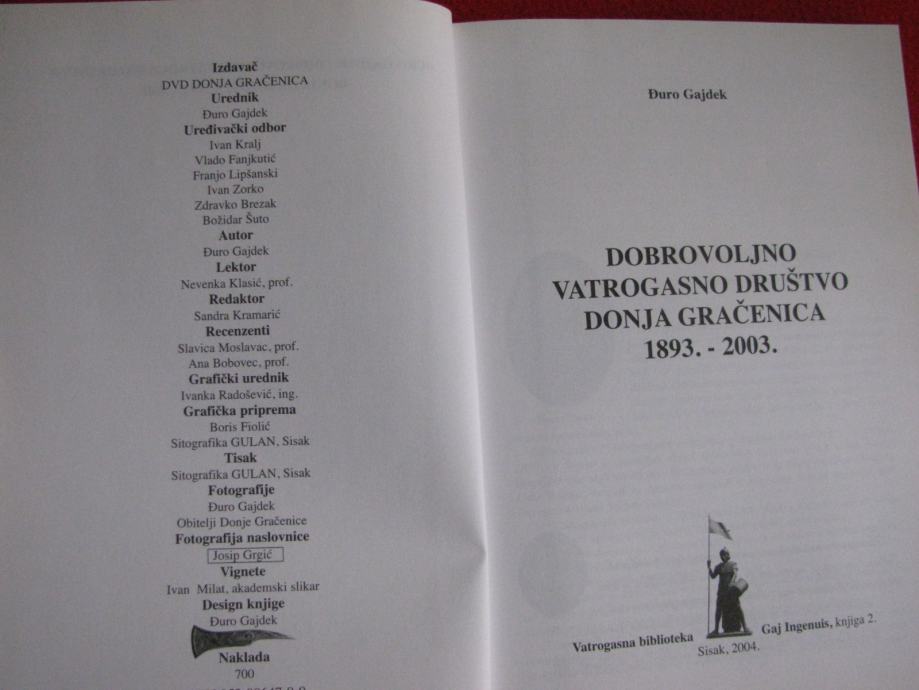 Izdavač
DVD DONJA GRAČENICA
Urednik
Đuro Gajdek
Uređivački odbor
Ivan Kralj
Vlado Fanjkutić
Franjo Lipšanski
Ivan Zorko
Zdravko Brezak
Božidar Šuto
Autor
Đuro Gajdek
Lektor
Nevenka Klasić, prof.
Redaktor
Sandra Kramarić
Recenzenti
Slavica Moslavac, prof.
Ana Bobovec, prof.
Grafički urednik
Ivanka Radošević, ing.
Grafička priprema
Boris Fiolić
Sitografika GULAN, Sisak
Tisak
Sitografika GULAN, Sisak
Fotografije
Đuro Gajdek
Obitelji Donje Gračenice
Fotografija naslovnice
Josip Grgić
Vignete
Ivan Milat, akademski slikar
Design knjige
Đuro Gajdek
Naklada
700
Đuro Gajdek
DOBROVOLJNO
VATROGASNO DRUŠTVO
DONJA GRAČENICA
1893. - 2003.
Vatrogasna biblioteka Gaj Ingenuis, knjiga 2.
Sisak, 2004.